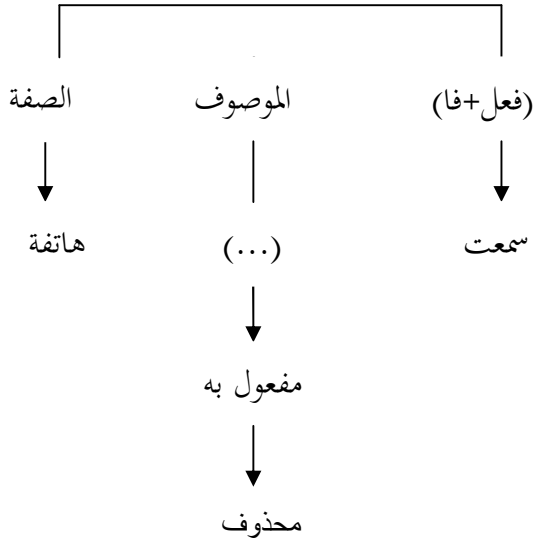 (فعل+فا) الموصوف الصفة
سمعت (...) هاتفة
مفعول به
محذوف